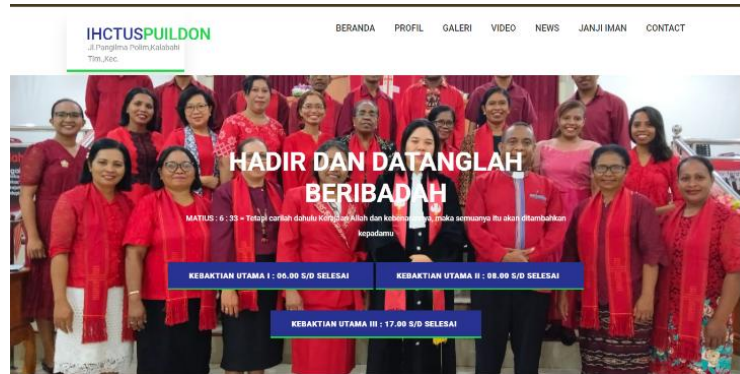 IHCTUSPUILDON
Jl.Pangilma Polim,Kalabahi
Tim.,Kec.
BERANDA PROFIL GALERI VIDEO NEWS JANJI IMAN CONTACT
HADIR DAN DATANGLAH
BERIBADAH
MATIUS : 6 : 33 = Tetapi carilah dahulu Kerajaan Allah dan kebenarannya, maka semuanya itu akan ditambahkan
kepadamu
KEBAKTIAN UTAMA I : 06.00 S/D SELESAI KEBAKTIAN UTAMA II : 08.00 S/D SELESAI
KEBAKTIAN UTAMA III : 17.00 S/D SELESAI